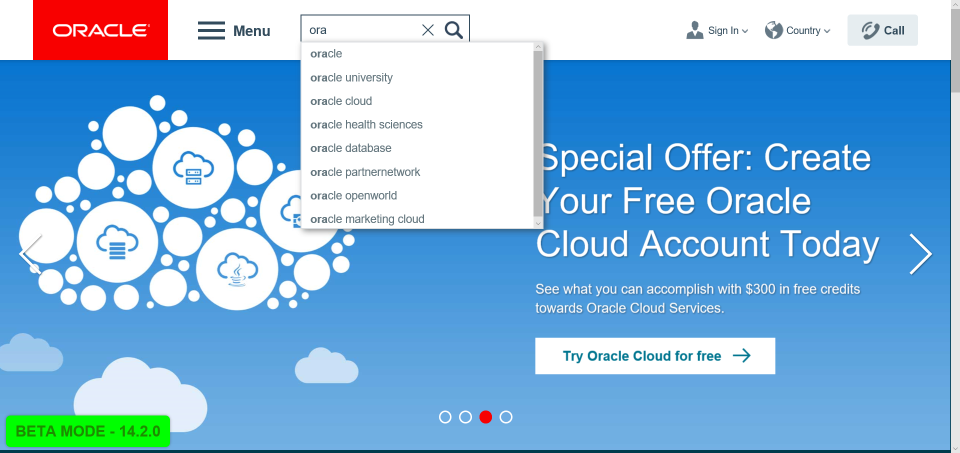 ORACLE
Menu
ora
Sign In
Country
Call
oracle
oracle university
oracle cloud
oracle health sciences
oracle database
oracle partnernetwork
oracle openworld
oracle marketing cloud
Special Offer: Create
Your Free Oracle
Cloud Account Today
See what you can accomplish with $300 in free credits
towards Oracle Cloud Services.
Try Oracle Cloud for free
BETA MODE - 14.2.0